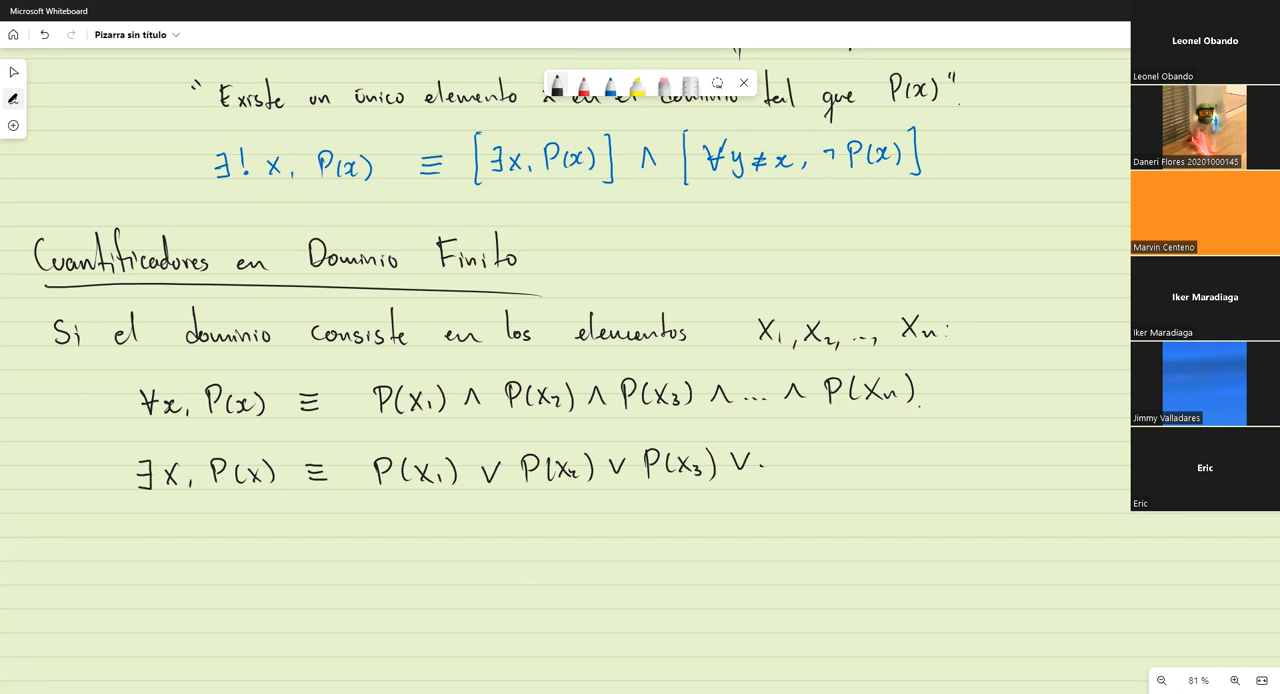 Microsoft Whiteboard
Pizarra sin título
"Existe un único elemento x en el dominio tal que P(x)".
∃! x, P(x) ≡ [∃x, P(x)] ∧ [∀y≠x, ¬P(x)]
Cuantificadores en Dominio Finito
Si el dominio consiste en los elementos X₁, X₂, ..., Xₙ:
∀x, P(x) ≡ P(X₁) ∧ P(X₂) ∧ P(X₃) ∧ ... ∧ P(Xₙ).
∃x, P(x) ≡ P(X₁) ∨ P(X₂) ∨ P(X₃) ∨ .
Leonel Obando
Leonel Obando
Daneri Flores 20201000145
Marvin Centeno
Iker Maradiaga
Iker Maradiaga
Jimmy Valladares
Eric
Eric
81 %